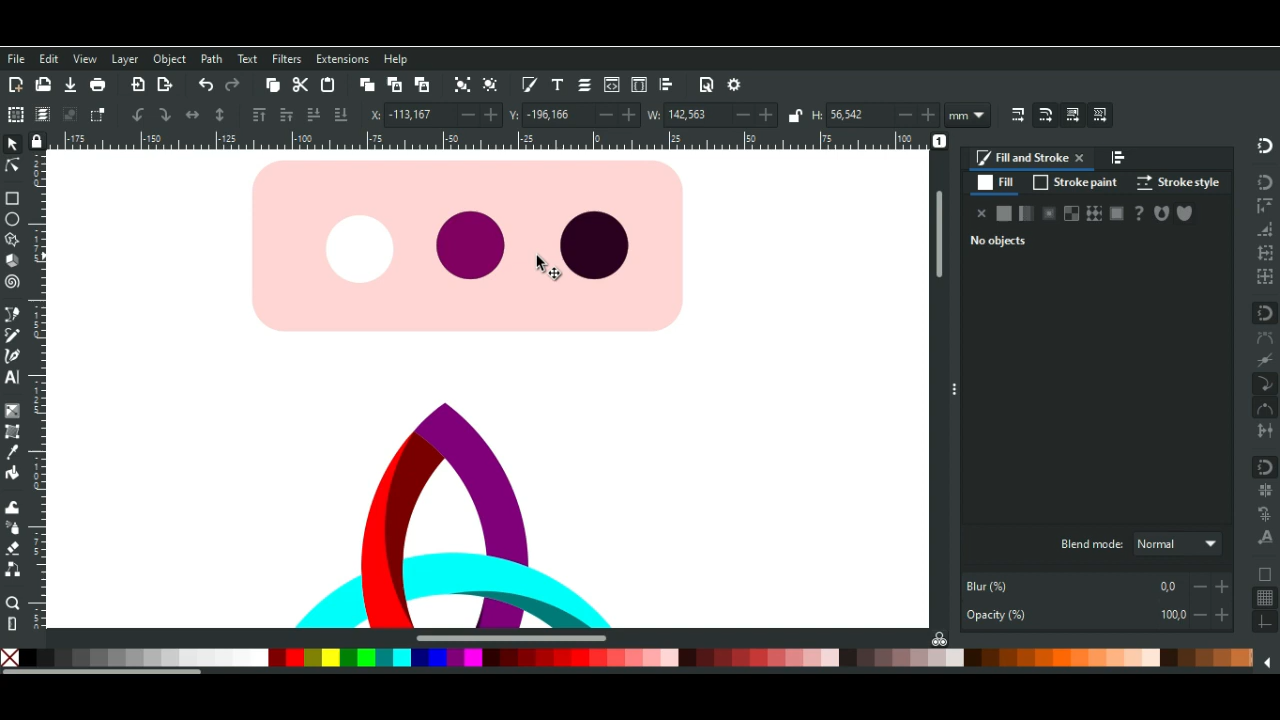 File Edit View Layer Object Path Text Filters Extensions Help
X: -113,167 Y: -196,166 W: 142,563 H: 56,542 mm
-175 -150 -125 -100 -75 -50 -25 0 25 50 75 100 1
Fill and Stroke
Fill Stroke paint Stroke style
No objects
Blend mode: Normal
Blur (%) 0,0
Opacity (%) 100,0